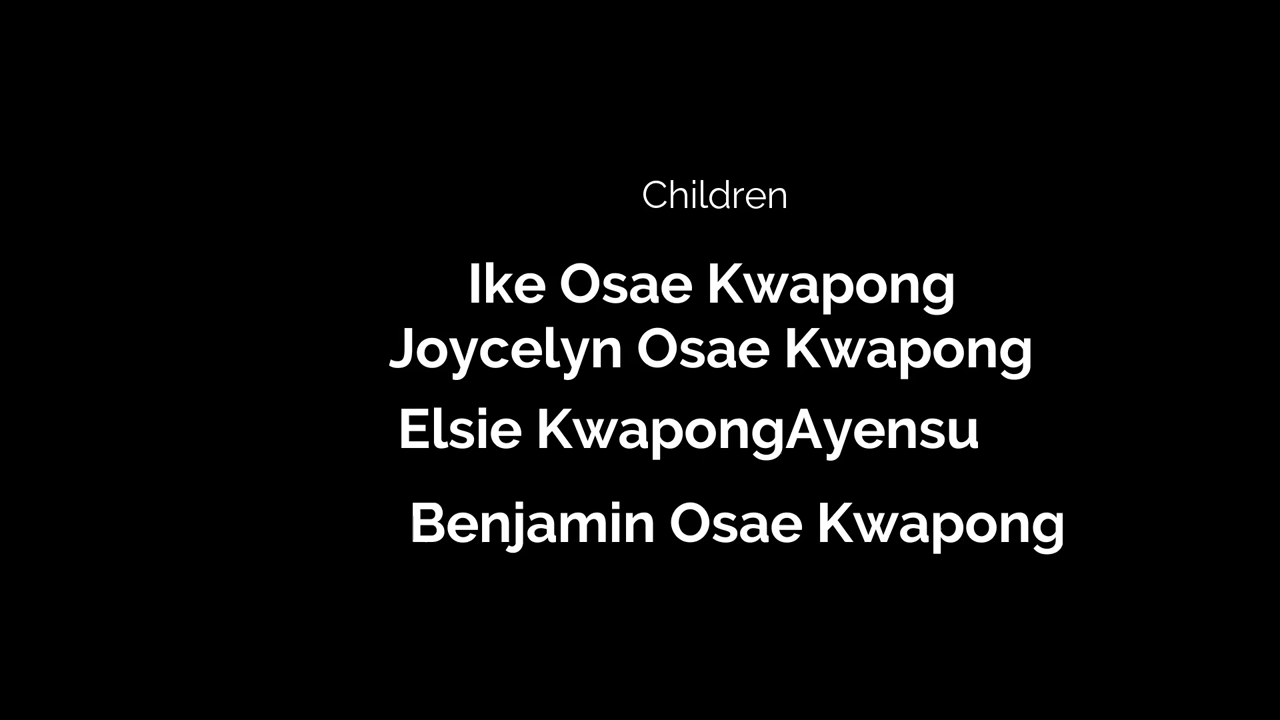 Children
Ike Osae Kwapong
Joycelyn Osae Kwapong
Elsie KwapongAyensu
Benjamin Osae Kwapong